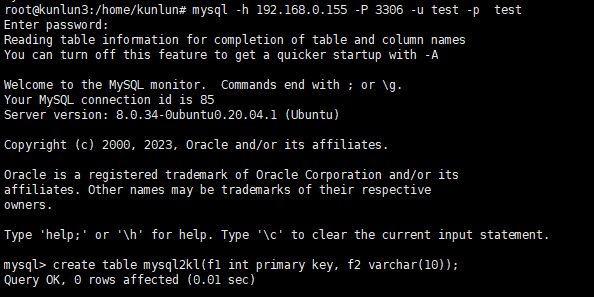 root@kunlun3:/home/kunlun# mysql -h 192.168.0.155 -P 3306 -u test -p  test
Enter password:
Reading table information for completion of table and column names
You can turn off this feature to get a quicker startup with -A
Welcome to the MySQL monitor.  Commands end with ; or \g.
Your MySQL connection id is 85
Server version: 8.0.34-0ubuntu0.20.04.1 (Ubuntu)
Copyright (c) 2000, 2023, Oracle and/or its affiliates.
Oracle is a registered trademark of Oracle Corporation and/or its
affiliates. Other names may be trademarks of their respective
owners.
Type 'help;' or '\h' for help. Type '\c' to clear the current input statement.
mysql> create table mysql2kl(f1 int primary key, f2 varchar(10));
Query OK, 0 rows affected (0.01 sec)